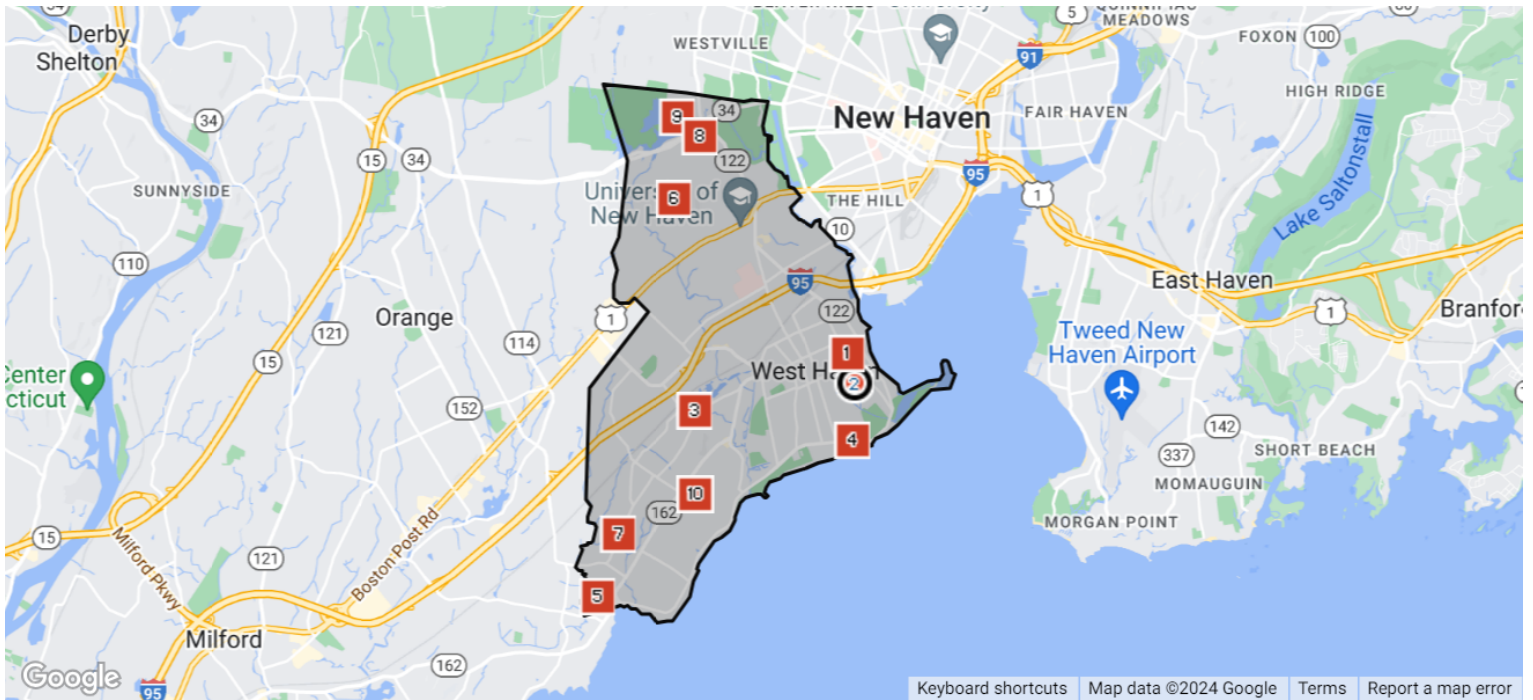 Derby
Shelton
34
WESTVILLE
5
QUINNIPIAC
MEADOWS
FOXON
100
91
HIGH RIDGE
34
9
34
New Haven
FAIR HAVEN
8
15
34
122
95
SUNNYSIDE
University of
New Haven
6
THE HILL
1
Lake Saltonstall
10
110
95
East Haven
Orange
1
122
1
Branford
121
114
Tweed New
Haven Airport
1
15
Center
cticut
West Haven
2
152
3
142
4
337
SHORT BEACH
MOMAUGUIN
10
162
MORGAN POINT
15
7
Milford Pkwy
121
Boston Post Rd
5
Milford
162
95
Google
Keyboard shortcuts
Map data ©2024 Google
Terms
Report a map error